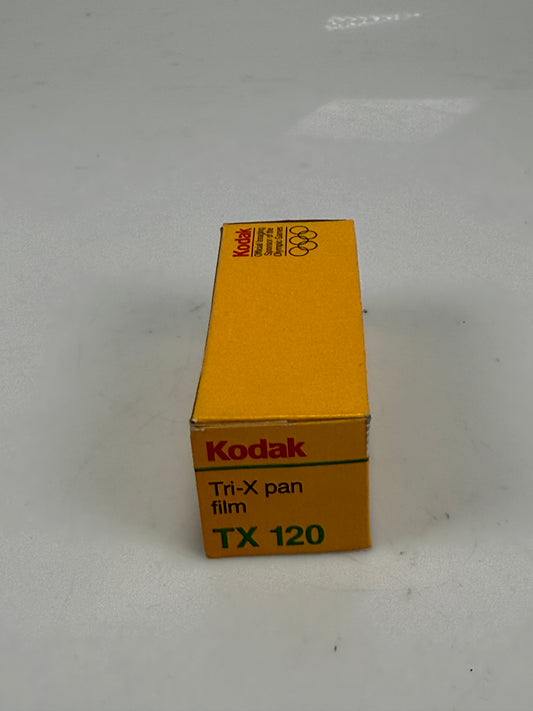 Kodak
Official Imaging
Sponsor of the
Olympic Games
Kodak
Tri-X pan
film
TX 120